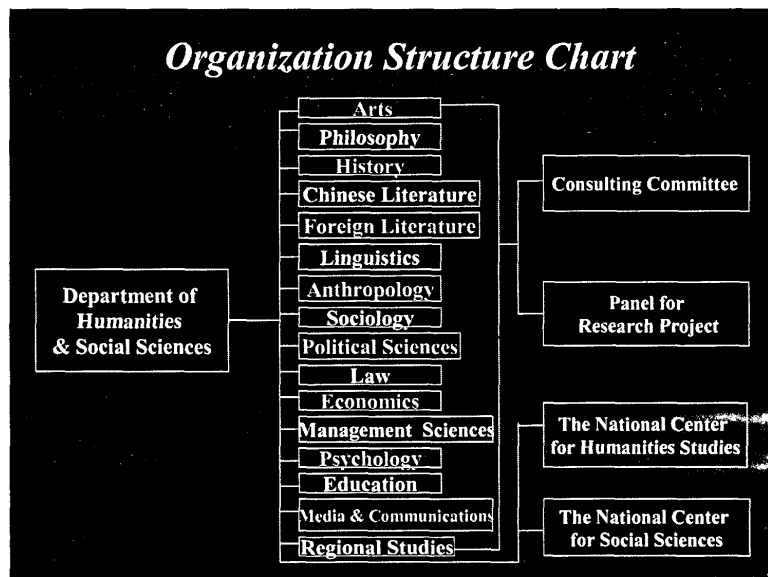 Organization Structure Chart
Arts
Philosophy
History
Chinese Literature
Foreign Literature
Linguistics
Anthropology
Sociology
Political Sciences
Law
Economics
Management Sciences
Psychology
Education
Media & Communications
Regional Studies
Department of
Humanities
& Social Sciences
Consulting Committee
Panel for
Research Project
The National Center
for Humanities Studies
The National Center
for Social Sciences